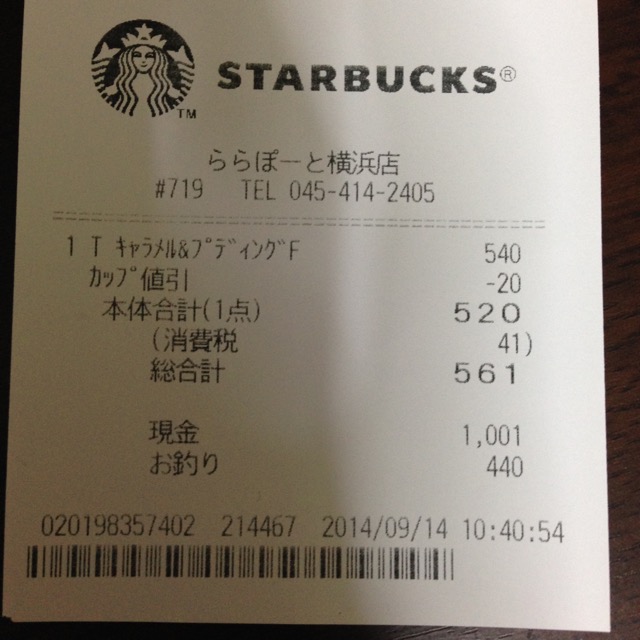 STARBUCKS®
TM
ららぽーと横浜店
#719 TEL 045-414-2405
1 T ｷｬﾗﾒﾙ&ﾌﾟﾃﾞｨﾝｸﾞF 540
ｶｯﾌﾟ値引 -20
本体合計(1点) 520
(消費税 41)
総合計 561
現金 1,001
お釣り 440
020198357402 214467 2014/09/14 10:40:54